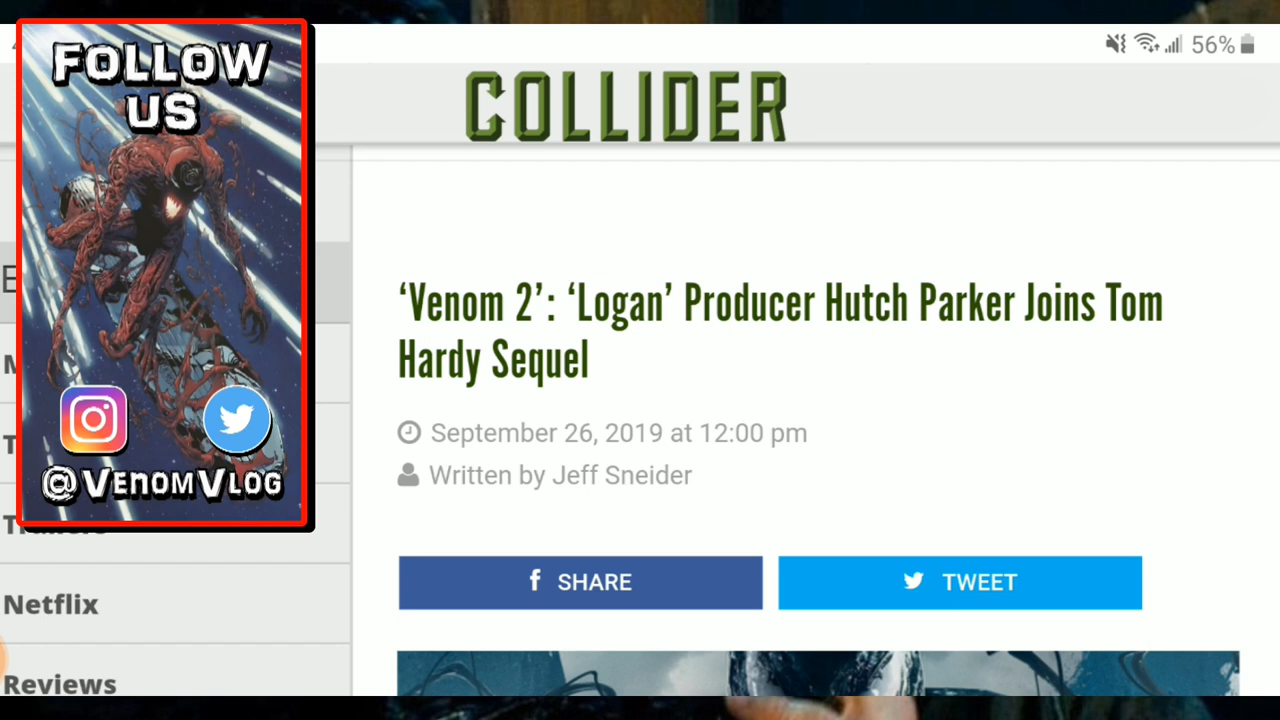 FOLLOW
US
@VENOMVLOG
56%
COLLIDER
‘Venom 2’: ‘Logan’ Producer Hutch Parker Joins Tom
Hardy Sequel
September 26, 2019 at 12:00 pm
Written by Jeff Sneider
f SHARE
TWEET
Netflix
Reviews